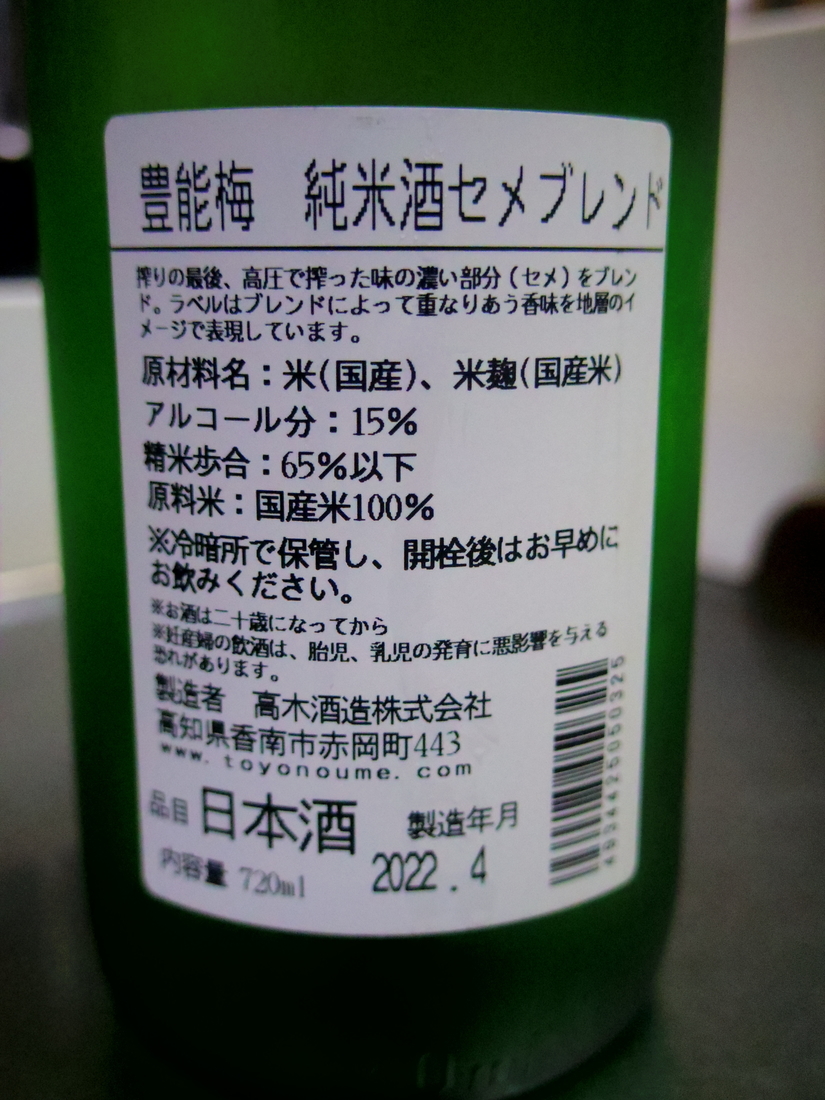 豊能梅　純米酒セメブレンド
搾りの最後、高圧で搾った味の濃い部分（セメ）をブレン
ド。ラベルはブレンドによって重なりあう香味を地層のイ
メージで表現しています。
原材料名：米(国産)、米麹(国産米)
アルコール分：15%
精米歩合：65%以下
原料米：国産米100%
※冷暗所で保管し、開栓後はお早めに
お飲みください。
※お酒は二十歳になってから
※妊産婦の飲酒は、胎児、乳児の発育に悪影響を与える
恐れがあります。
製造者　高木酒造株式会社
高知県香南市赤岡町443
www.toyonoume.com
品目 日本酒　製造年月
内容量 720ml　2022.4
4934425050325